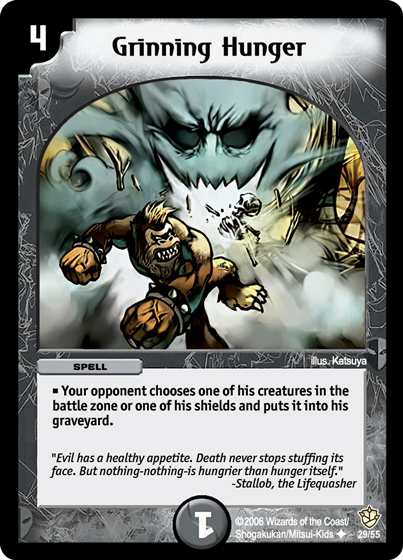 4
Grinning Hunger
illus. Katsuya
SPELL
▪ Your opponent chooses one of his creatures in the
battle zone or one of his shields and puts it into his
graveyard.
"Evil has a healthy appetite. Death never stops stuffing its
face. But nothing-nothing-is hungrier than hunger itself."
-Stallob, the Lifequasher
1
©2006 Wizards of the Coast/
Shogakukan/Mitsui-Kids ✦ 29/55